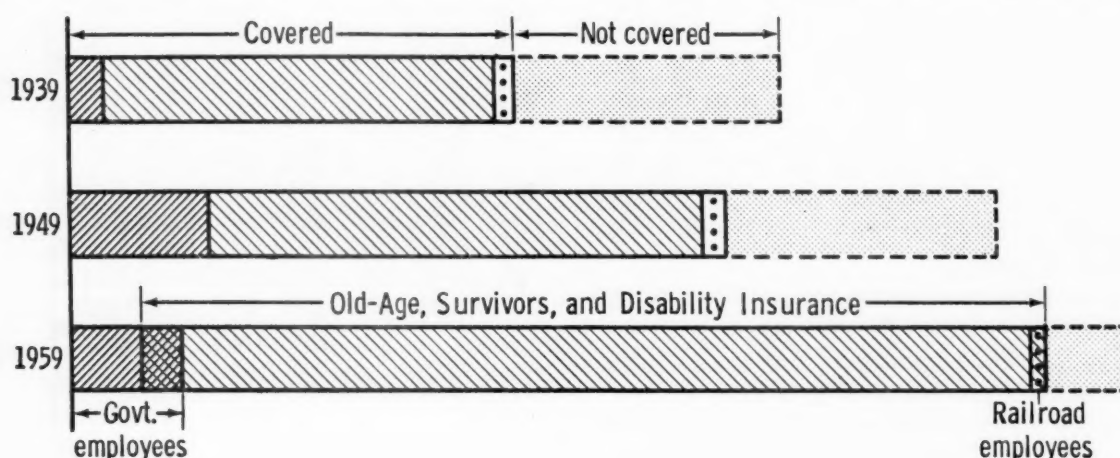 Covered
Not covered
1939
1949
Old-Age, Survivors, and Disability Insurance
1959
Govt.
employees
Railroad
employees